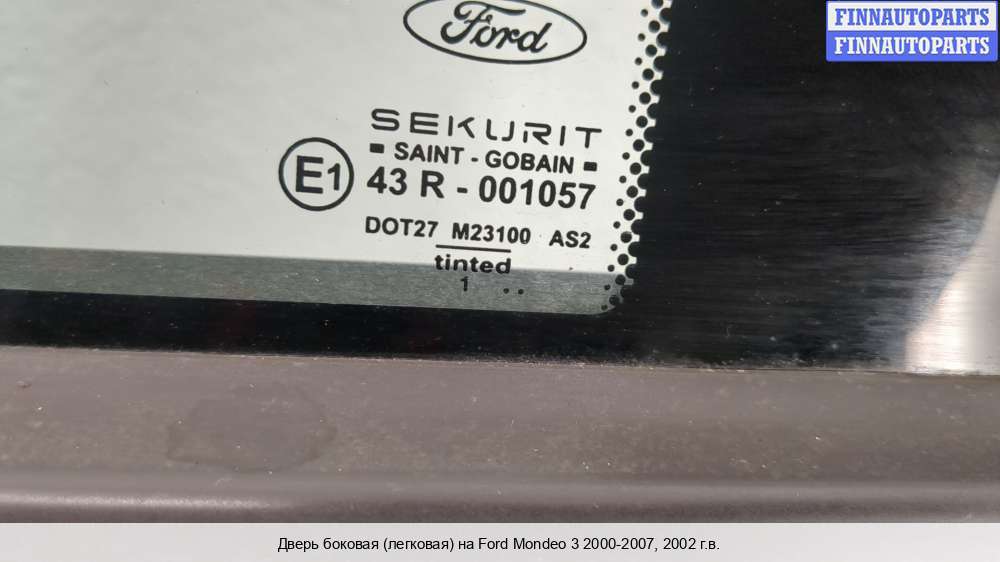 FINNAUTOPARTS
FINNAUTOPARTS
Ford
SEKURIT
SAINT - GOBAIN
E1 43 R - 001057
DOT27 M23100 AS2
tinted
1 ..
Дверь боковая (легковая) на Ford Mondeo 3 2000-2007, 2002 г.в.